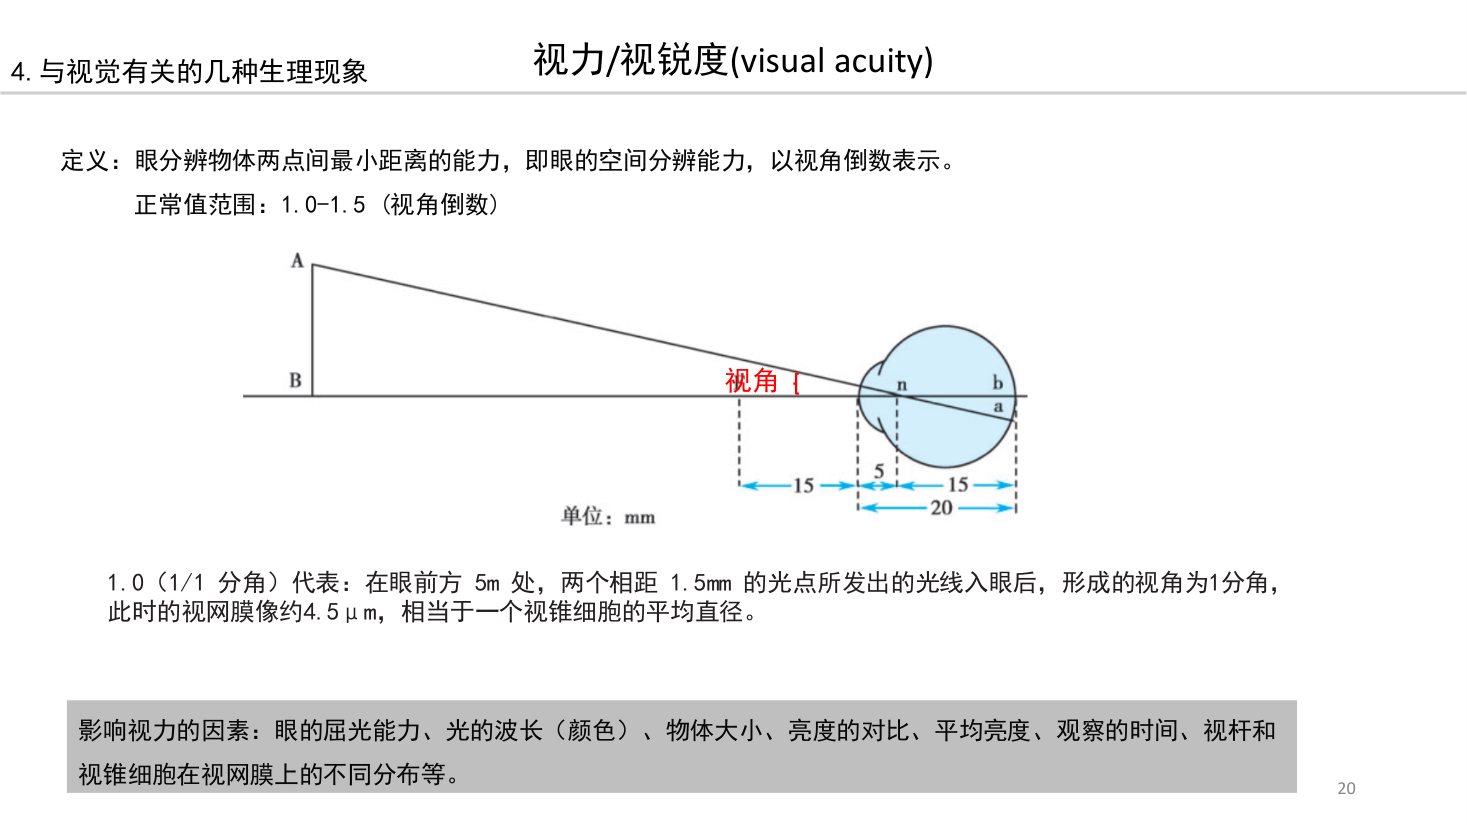 4.与视觉有关的几种生理现象
视力/视锐度(visual acuity)
定义：眼分辨物体两点间最小距离的能力，即眼的空间分辨能力，以视角倒数表示。
正常值范围：1.0-1.5 (视角倒数)
A
B
视角 {
n
b
a
5
15
15
20
单位：mm
1.0（1/1 分角）代表：在眼前方 5m 处，两个相距 1.5mm 的光点所发出的光线入眼后，形成的视角为1分角，
此时的视网膜像约4.5μm，相当于一个视锥细胞的平均直径。
影响视力的因素：眼的屈光能力、光的波长（颜色）、物体大小、亮度的对比、平均亮度、观察的时间、视杆和
视锥细胞在视网膜上的不同分布等。
20